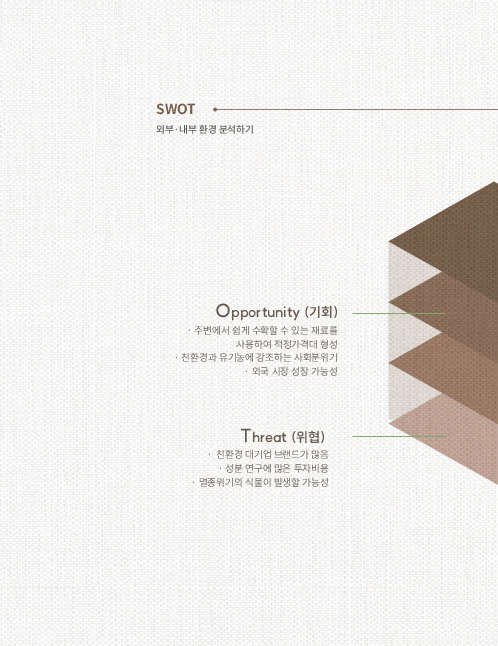 SWOT
외부·내부 환경 분석하기
Opportunity (기회)
· 주변에서 쉽게 수확할 수 있는 재료를
사용하여 적정가격대 형성
· 친환경과 유기농에 강조하는 사회분위기
· 외국 시장 성장 가능성
Threat (위협)
· 친환경 대기업 브랜드가 많음
· 성분 연구에 많은 투자비용
· 멸종위기의 식물이 발생할 가능성